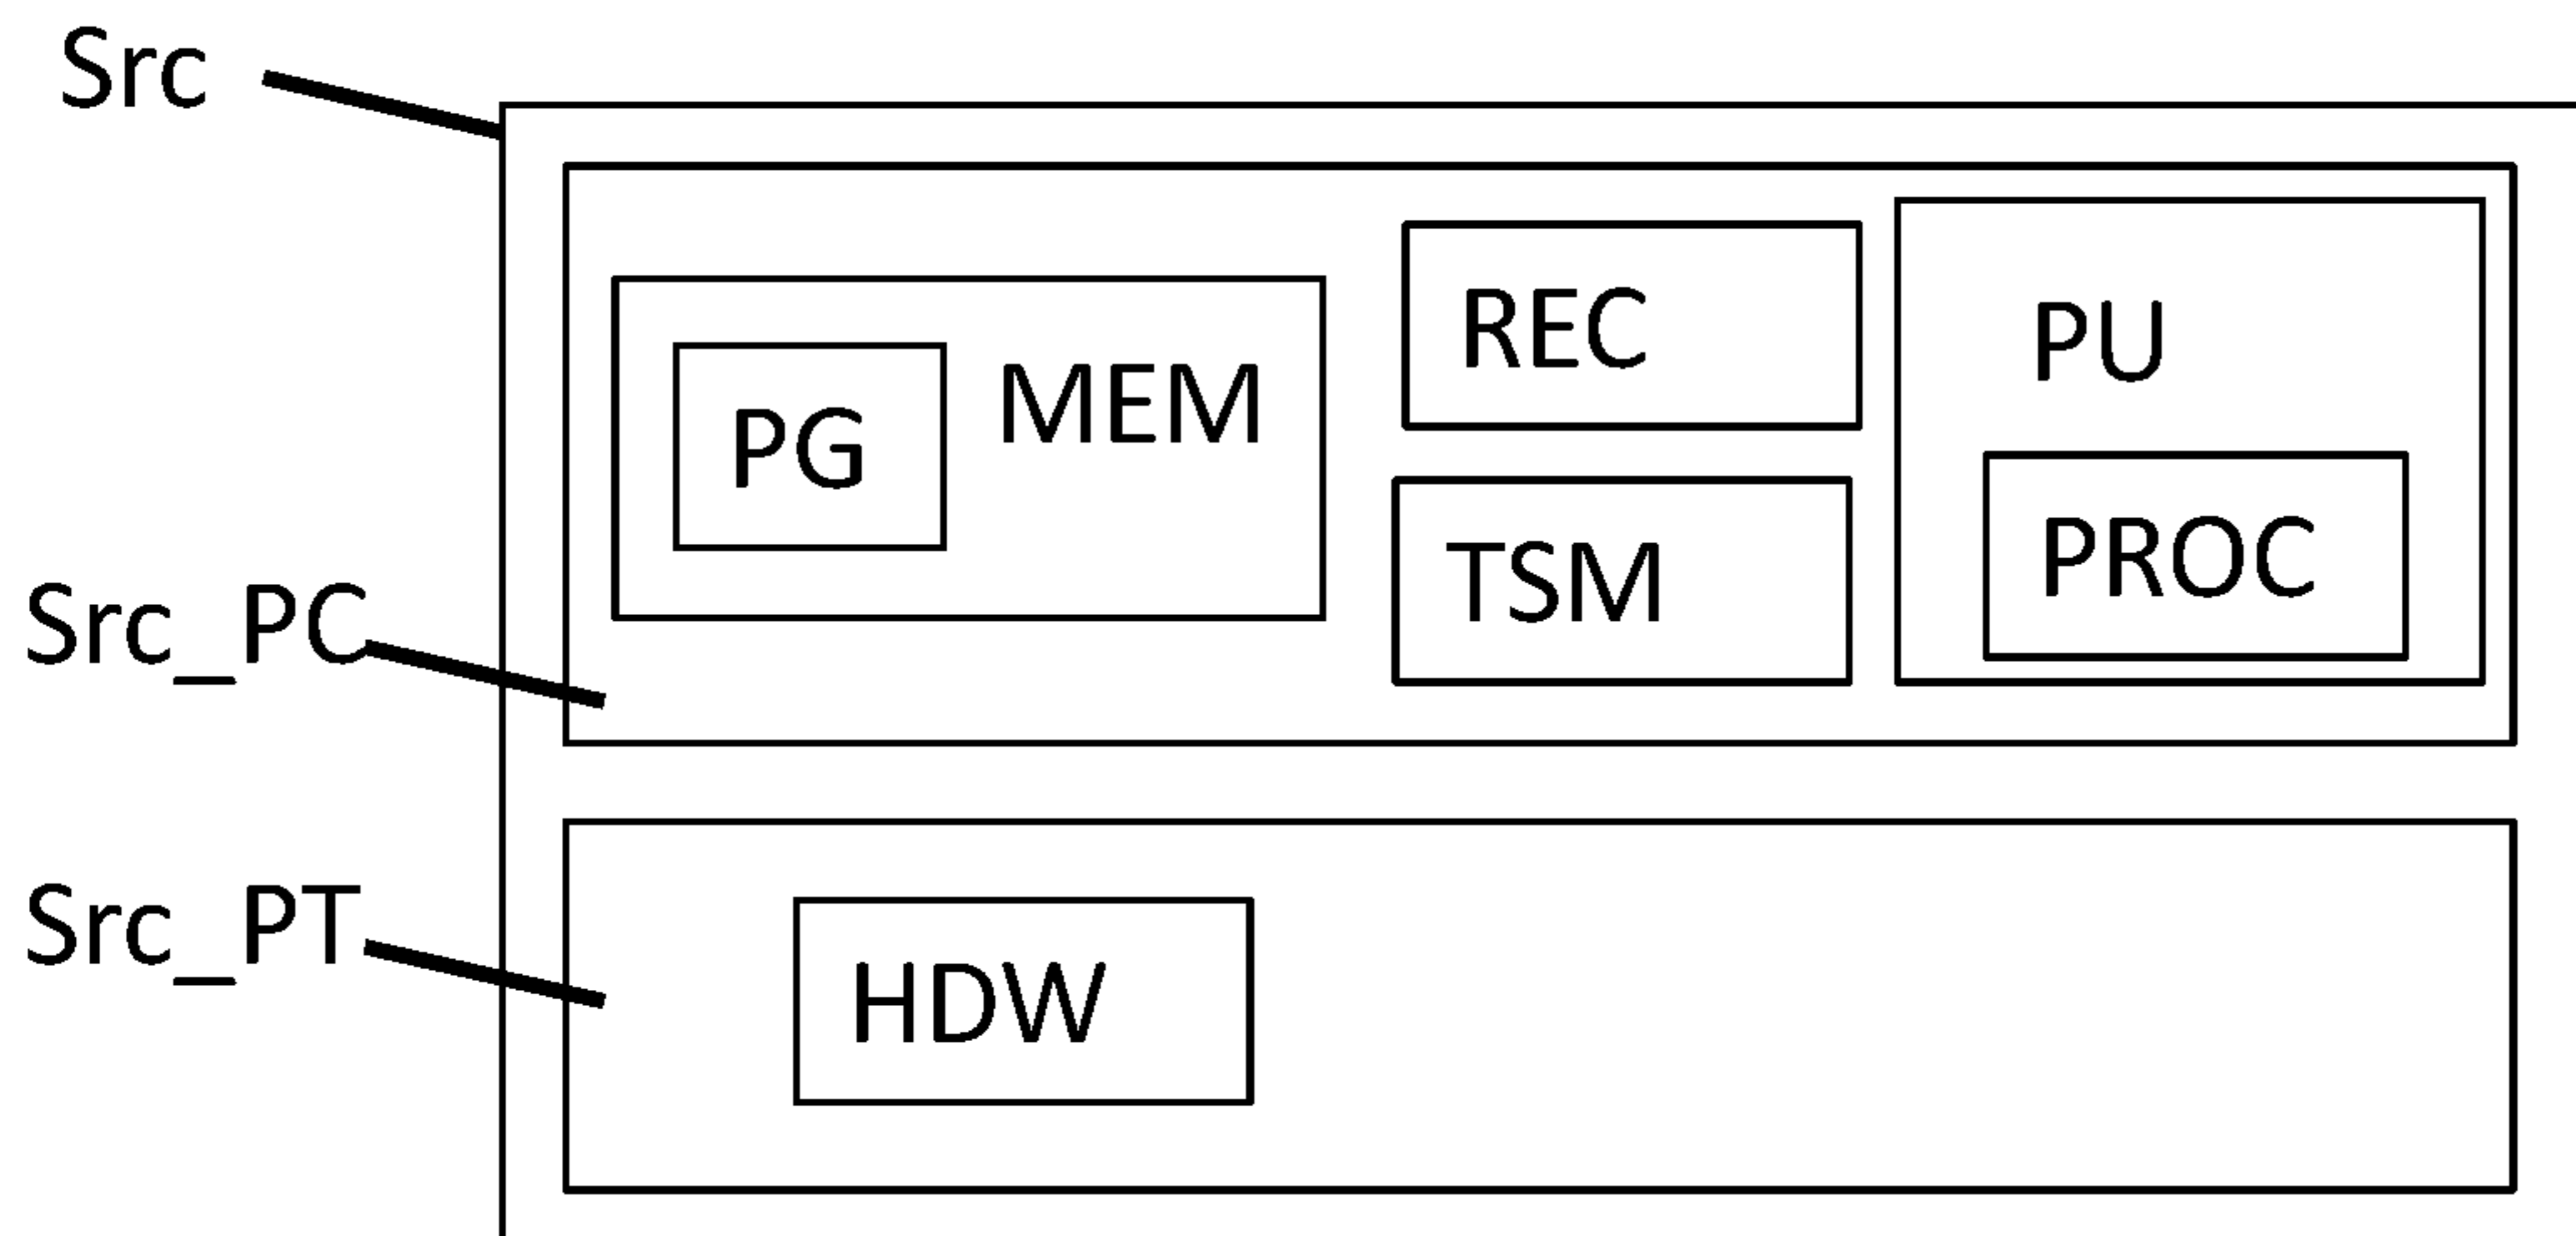 Src
REC
PU
MEM
PG
TSM
PROC
Src_PC
Src_PT
HDW